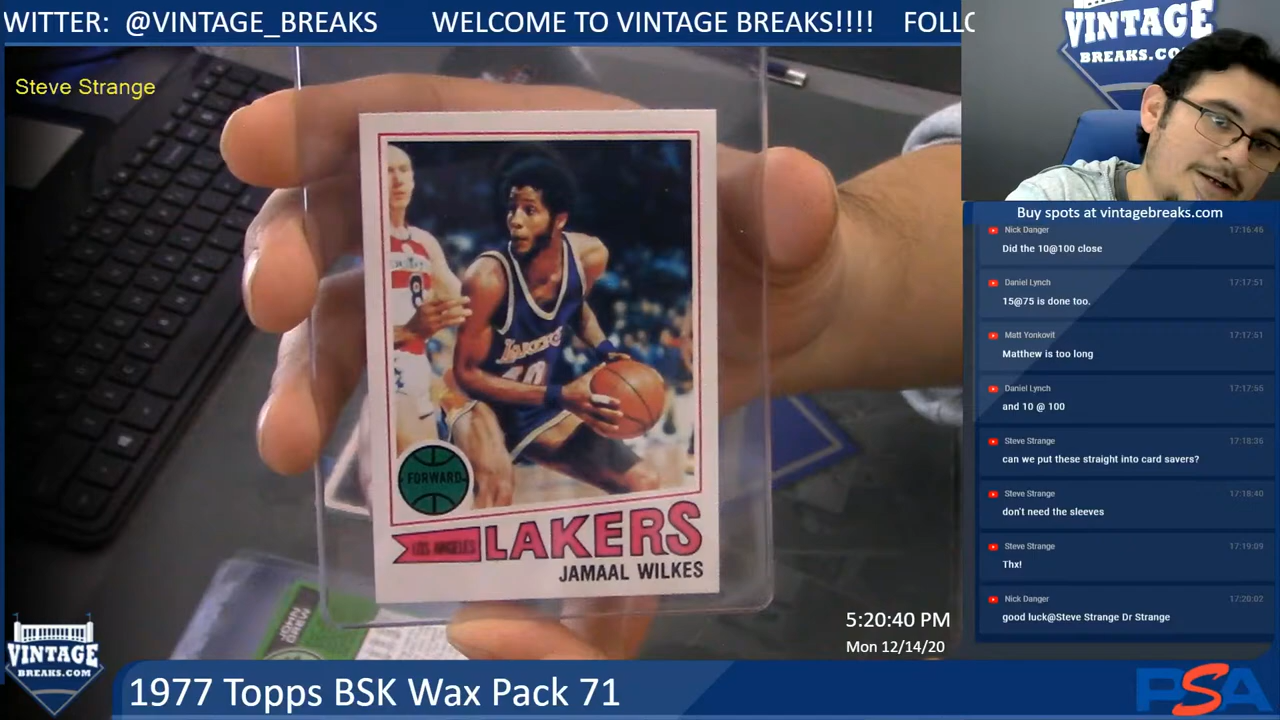 WITTER: @VINTAGE_BREAKS WELCOME TO VINTAGE BREAKS!!!! FOLLO
Steve Strange
VINTAGE
BREAKS.COM
8
LAKERS
FORWARD
LOS ANGELES LAKERS
JAMAAL WILKES
JOHN
DREW
Buy spots at vintagebreaks.com
Nick Danger 17:16:46
Did the 10@100 close
Daniel Lynch 17:17:51
15@75 is done too.
Matt Yonkovit 17:17:51
Matthew is too long
Daniel Lynch 17:17:55
and 10 @ 100
Steve Strange 17:18:36
can we put these straight into card savers?
Steve Strange 17:18:40
don't need the sleeves
Steve Strange 17:19:09
Thx!
Nick Danger 17:20:02
good luck@Steve Strange Dr Strange
5:20:40 PM
Mon 12/14/20
VINTAGE
BREAKS.COM
1977 Topps BSK Wax Pack 71
PSA